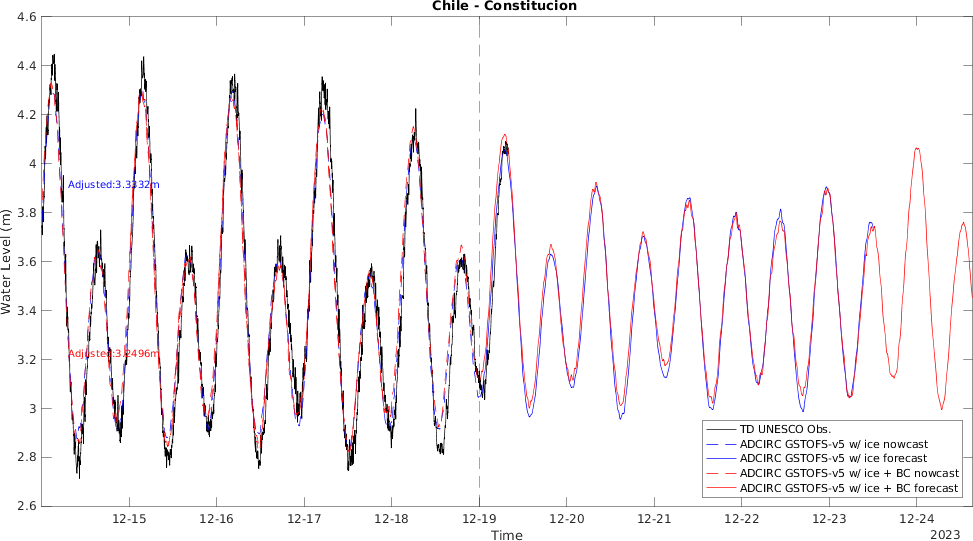 Chile - Constitucion
4.6
4.4
4.2
4
3.8
3.6
3.4
3.2
3
2.8
2.6
Water Level (m)
Adjusted:3.3332m
Adjusted:3.2496m
TD UNESCO Obs.
ADCIRC GSTOFS-v5 w/ ice nowcast
ADCIRC GSTOFS-v5 w/ ice forecast
ADCIRC GSTOFS-v5 w/ ice + BC nowcast
ADCIRC GSTOFS-v5 w/ ice + BC forecast
12-15 12-16 12-17 12-18 12-19 12-20 12-21 12-22 12-23 12-24
2023
Time